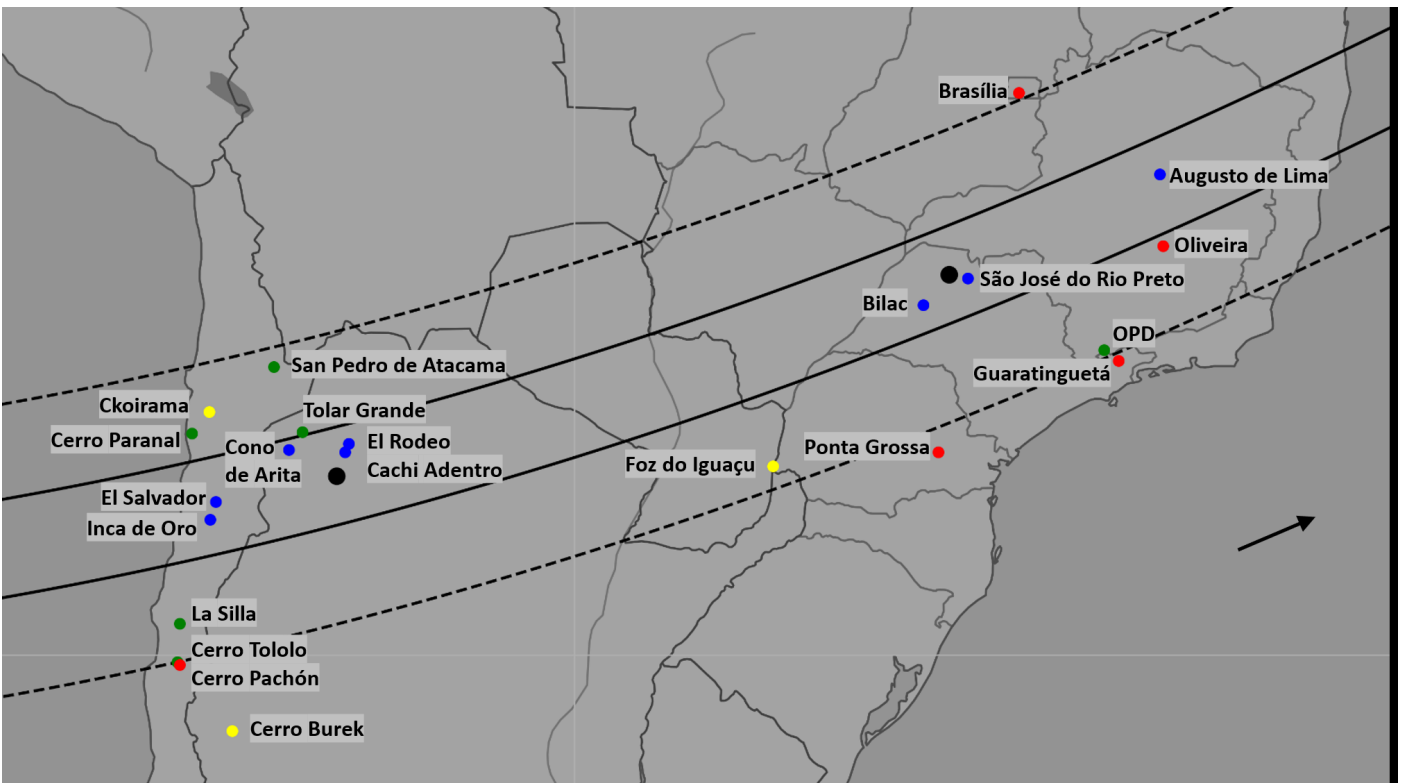 Brasília
Augusto de Lima
Oliveira
São José do Rio Preto
Bilac
OPD
Guaratinguetá
San Pedro de Atacama
Ckoirama
Tolar Grande
Cerro Paranal
Cono
de Arita
El Rodeo
Cachi Adentro
Foz do Iguaçu
Ponta Grossa
El Salvador
Inca de Oro
La Silla
Cerro Tololo
Cerro Pachón
Cerro Burek